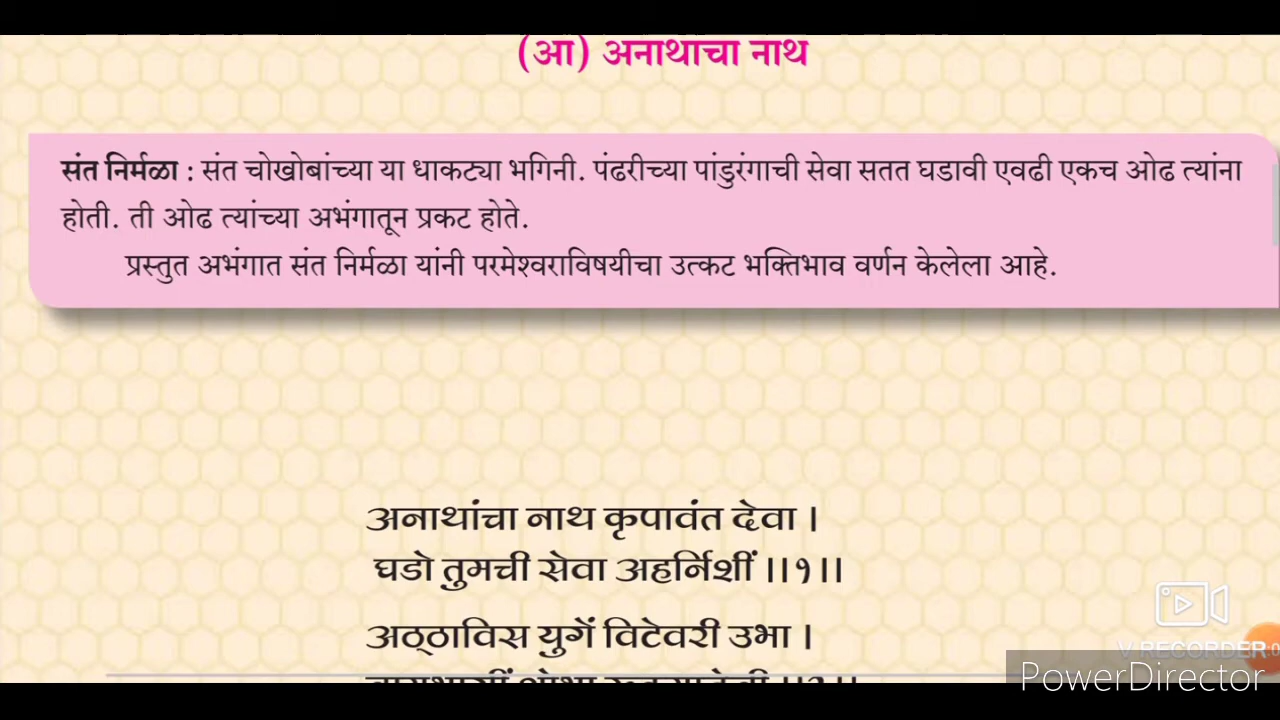 (आ) अनाथाचा नाथ
संत निर्मळा : संत चोखोबांच्या या धाकट्या भगिनी. पंढरीच्या पांडुरंगाची सेवा सतत घडावी एवढी एकच ओढ त्यांना
होती. ती ओढ त्यांच्या अभंगातून प्रकट होते.
प्रस्तुत अभंगात संत निर्मळा यांनी परमेश्वराविषयीचा उत्कट भक्तिभाव वर्णन केलेला आहे.
अनाथांचा नाथ कृपावंत देवा ।
घडो तुमची सेवा अहर्निशीं ।।१।।
अठ्ठाविस युगें विटेवरी उभा ।
V RECORDER
PowerDirector